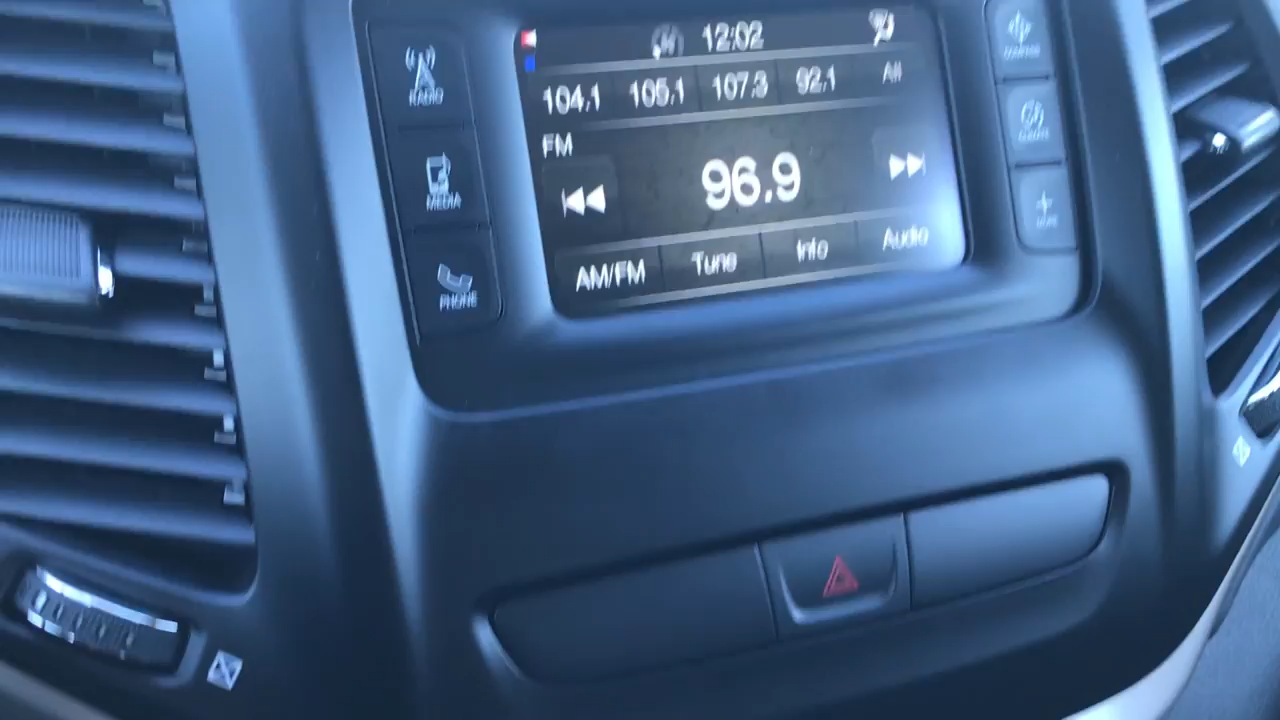 12:02
104.1 105.1 107.3 92.1 All
FM
96.9
AM/FM Tune Info Audio
RADIO
MEDIA
PHONE
MORE